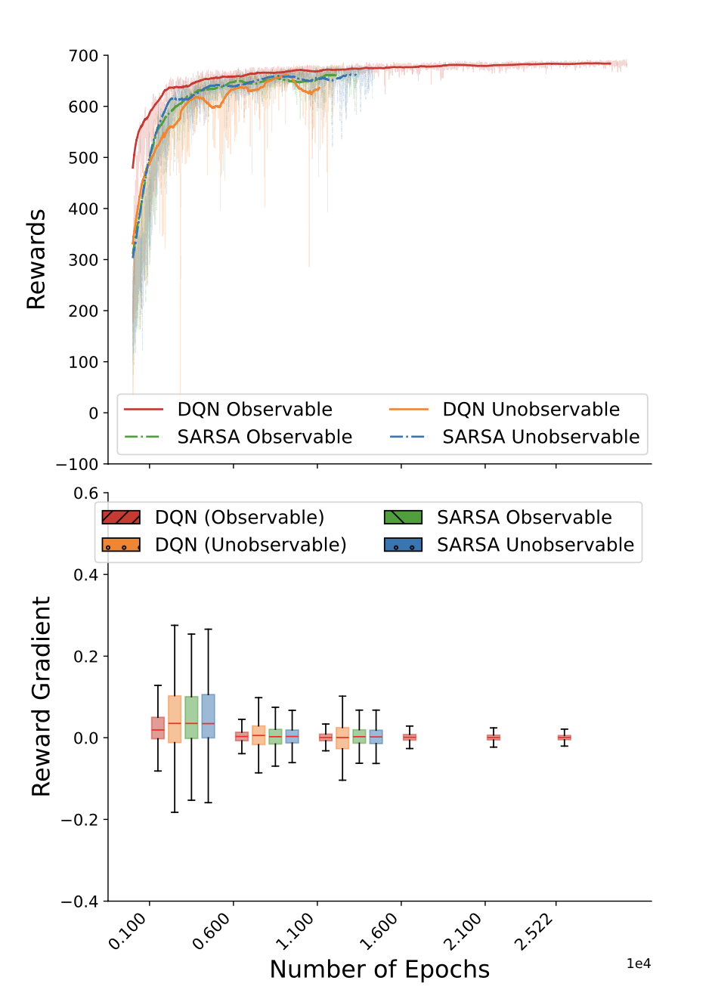 700
600
500
400
300
200
100
0
−100
Rewards
DQN Observable
DQN Unobservable
SARSA Observable
SARSA Unobservable
0.6
0.4
0.2
0.0
−0.2
−0.4
Reward Gradient
DQN (Observable)
SARSA Observable
DQN (Unobservable)
SARSA Unobservable
0.100
0.600
1.100
1.600
2.100
2.522
1e4
Number of Epochs